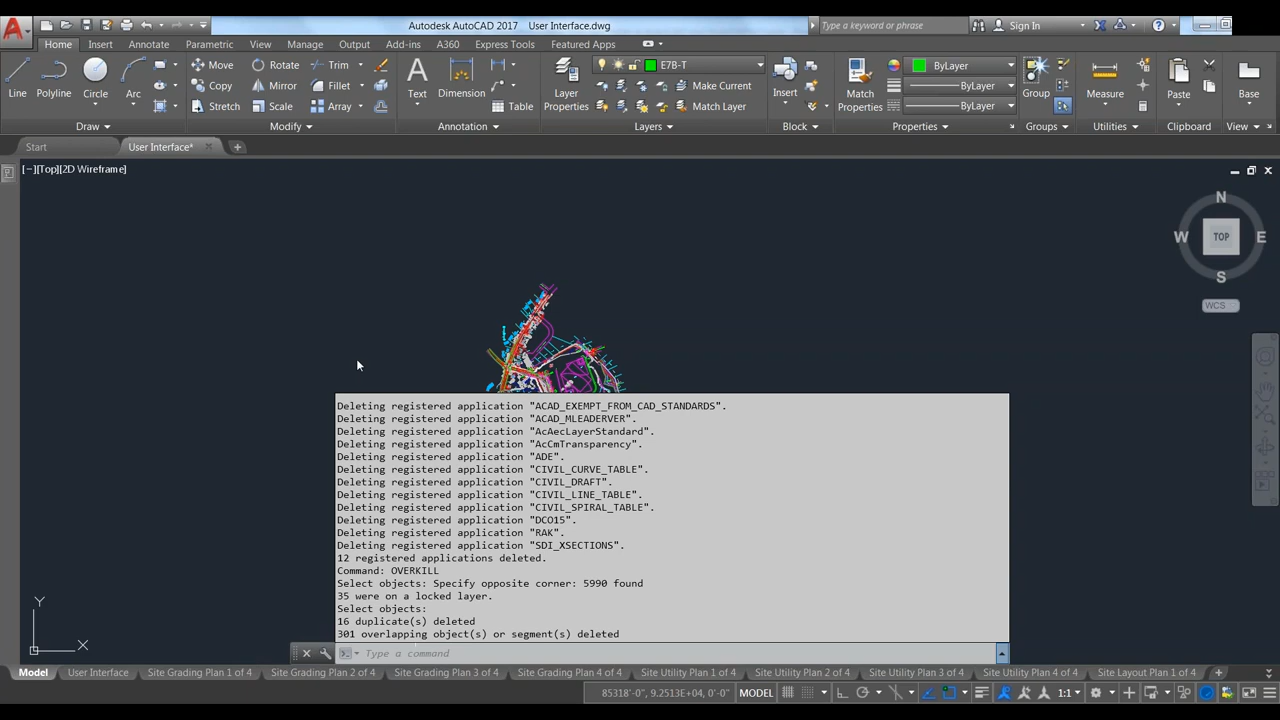 Autodesk AutoCAD 2017 User Interface.dwg
Type a keyword or phrase
Sign In
Home Insert Annotate Parametric View Manage Output Add-ins A360 Express Tools Featured Apps
Line
Polyline
Circle
Arc
Move
Rotate
Trim
Copy
Mirror
Fillet
Stretch
Scale
Array
Text
Dimension
Table
Layer
Properties
E7B-T
Make Current
Match Layer
Insert
Match
Properties
ByLayer
ByLayer
ByLayer
Group
Measure
Paste
Base
Draw
Modify
Annotation
Layers
Block
Properties
Groups
Utilities
Clipboard
View
Start
User Interface*
[−][Top][2D Wireframe]
N
W
TOP
E
S
WCS
Deleting registered application "ACAD_EXEMPT_FROM_CAD_STANDARDS".
Deleting registered application "ACAD_MLEADERVER".
Deleting registered application "AcAecLayerStandard".
Deleting registered application "AcCmTransparency".
Deleting registered application "ADE".
Deleting registered application "CIVIL_CURVE_TABLE".
Deleting registered application "CIVIL_DRAFT".
Deleting registered application "CIVIL_LINE_TABLE".
Deleting registered application "CIVIL_SPIRAL_TABLE".
Deleting registered application "DCO15".
Deleting registered application "RAK".
Deleting registered application "SDI_XSECTIONS".
12 registered applications deleted.
Command: OVERKILL
Select objects: Specify opposite corner: 5990 found
35 were on a locked layer.
Select objects:
16 duplicate(s) deleted
301 overlapping object(s) or segment(s) deleted
Type a command
Y
X
Model User Interface Site Grading Plan 1 of 4 Site Grading Plan 2 of 4 Site Grading Plan 3 of 4 Site Grading Plan 4 of 4 Site Utility Plan 1 of 4 Site Utility Plan 2 of 4 Site Utility Plan 3 of 4 Site Utility Plan 4 of 4 Site Layout Plan 1 of 4
85318'-0", 9.2513E+04, 0'-0" MODEL 1:1